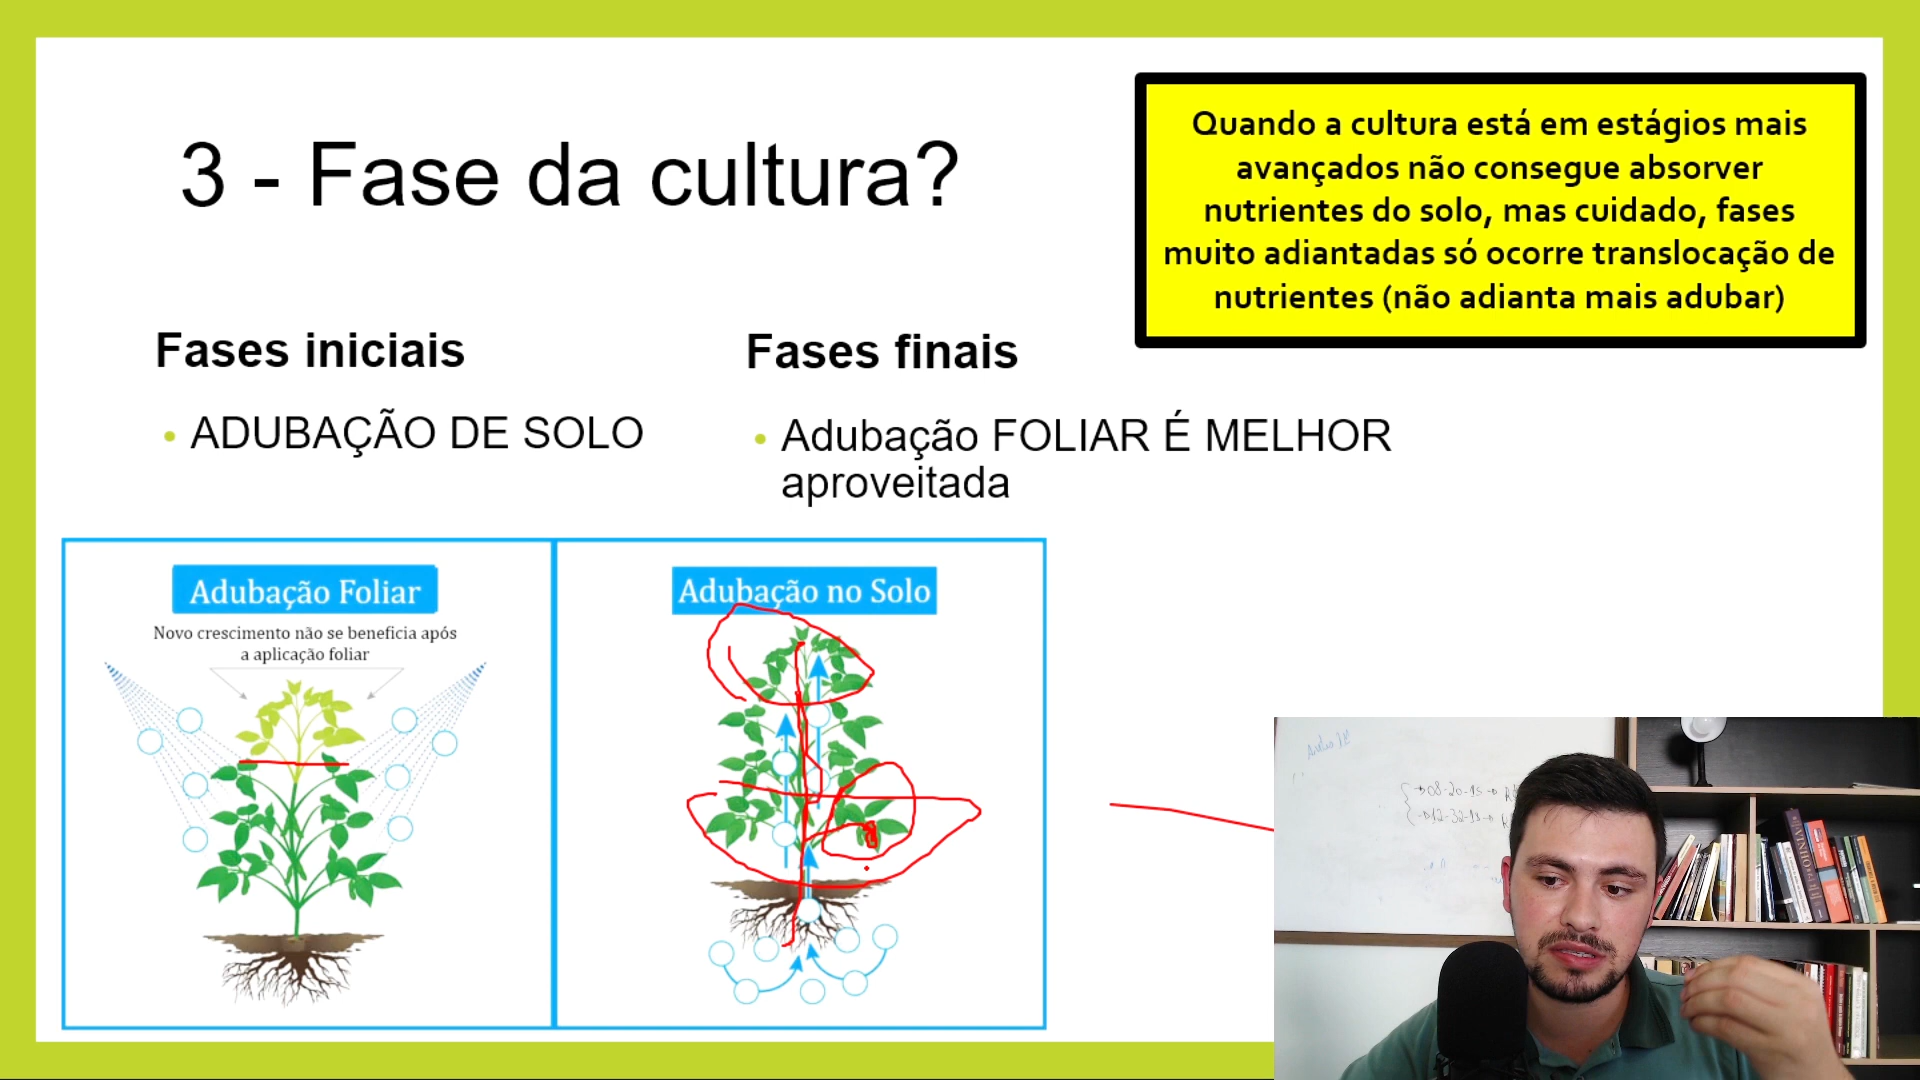 3 - Fase da cultura?
Quando a cultura está em estágios mais
avançados não consegue absorver
nutrientes do solo, mas cuidado, fases
muito adiantadas só ocorre translocação de
nutrientes (não adianta mais adubar)
Fases iniciais
• ADUBAÇÃO DE SOLO
Fases finais
• Adubação FOLIAR É MELHOR
aproveitada
Adubação Foliar
Novo crescimento não se beneficia após
a aplicação foliar
Adubação no Solo